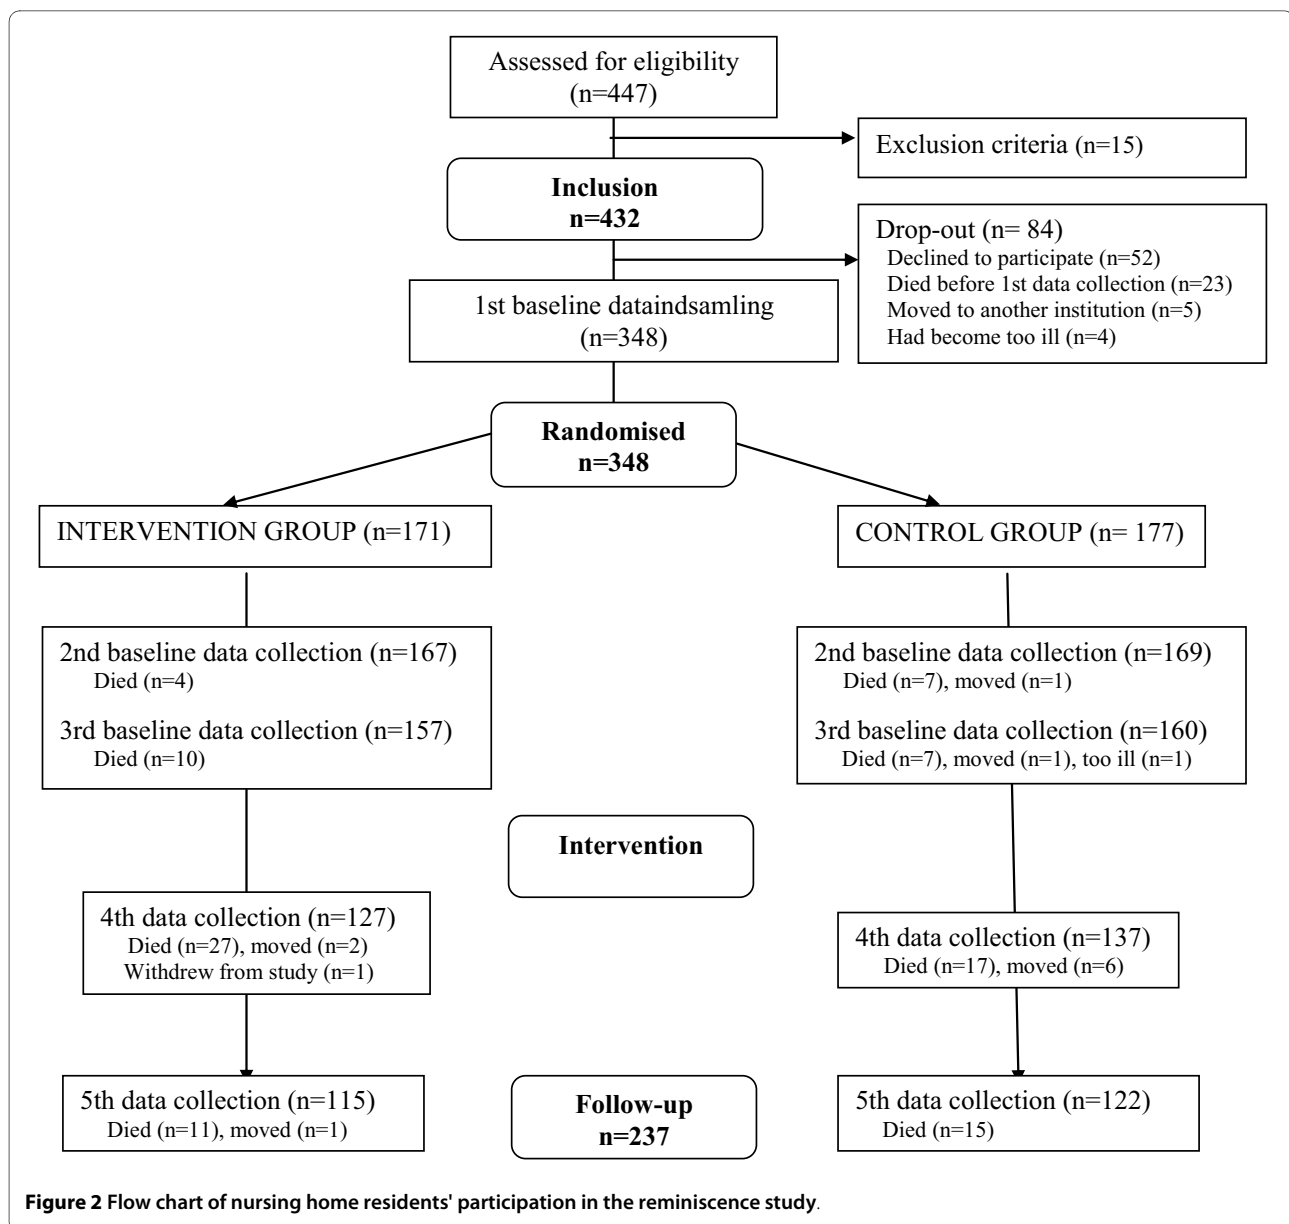 Assessed for eligibility
(n=447)
Exclusion criteria (n=15)
Inclusion
n=432
Drop-out (n= 84)
Declined to participate (n=52)
Died before 1st data collection (n=23)
Moved to another institution (n=5)
Had become too ill (n=4)
1st baseline dataindsamling
(n=348)
Randomised
n=348
INTERVENTION GROUP (n=171)
CONTROL GROUP (n= 177)
2nd baseline data collection (n=167)
Died (n=4)
3rd baseline data collection (n=157)
Died (n=10)
2nd baseline data collection (n=169)
Died (n=7), moved (n=1)
3rd baseline data collection (n=160)
Died (n=7), moved (n=1), too ill (n=1)
Intervention
4th data collection (n=127)
Died (n=27), moved (n=2)
Withdrew from study (n=1)
4th data collection (n=137)
Died (n=17), moved (n=6)
5th data collection (n=115)
Died (n=11), moved (n=1)
Follow-up
n=237
5th data collection (n=122)
Died (n=15)
Figure 2 Flow chart of nursing home residents' participation in the reminiscence study.